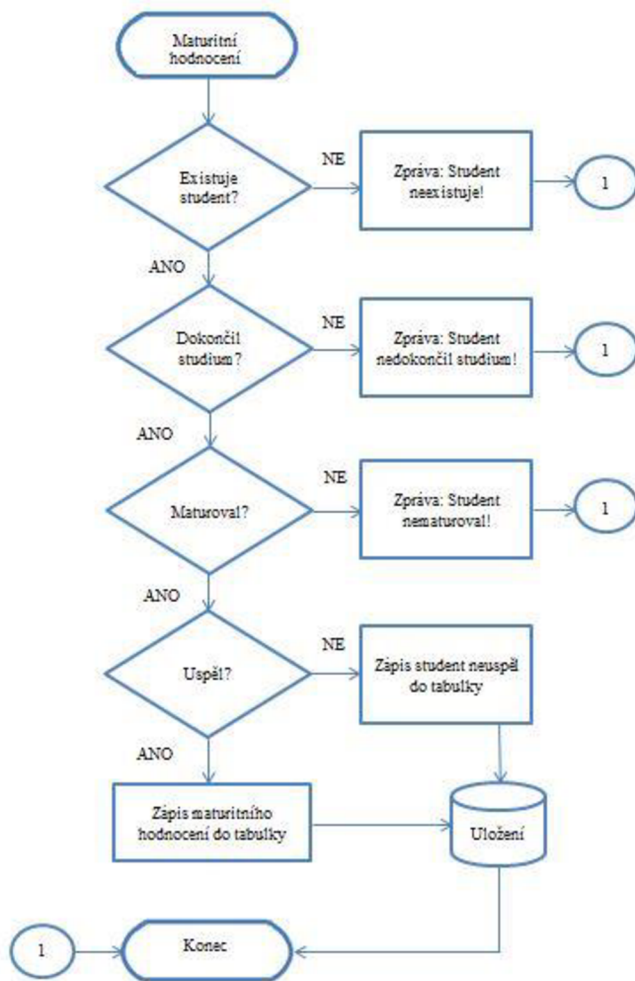 Maturitní
hodnocení
Existuje
student?
NE
Zpráva: Student
neexistuje!
1
ANO
Dokončil
studium?
NE
Zpráva: Student
nedokončil studium!
1
ANO
Maturoval?
NE
Zpráva: Student
nematuroval!
1
ANO
Uspěl?
NE
Zápis student neuspěl
do tabulky
ANO
Zápis maturitního
hodnocení do tabulky
Uložení
1
Konec